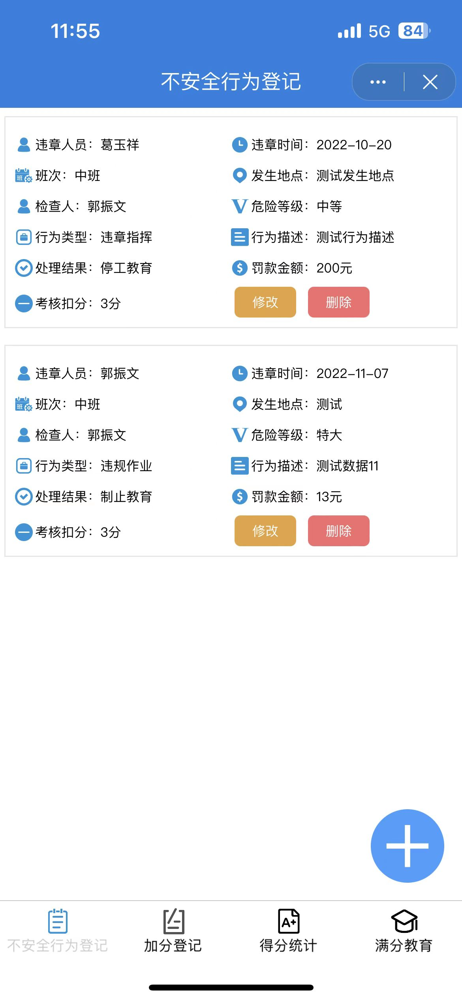 11:55 5G 84
不安全行为登记
违章人员：葛玉祥 违章时间：2022-10-20
班次：中班 发生地点：测试发生地点
检查人：郭振文 危险等级：中等
行为类型：违章指挥 行为描述：测试行为描述
处理结果：停工教育 罚款金额：200元
考核扣分：3分 修改 删除
违章人员：郭振文 违章时间：2022-11-07
班次：中班 发生地点：测试
检查人：郭振文 危险等级：特大
行为类型：违规作业 行为描述：测试数据11
处理结果：制止教育 罚款金额：13元
考核扣分：3分 修改 删除
不安全行为登记 加分登记 得分统计 满分教育